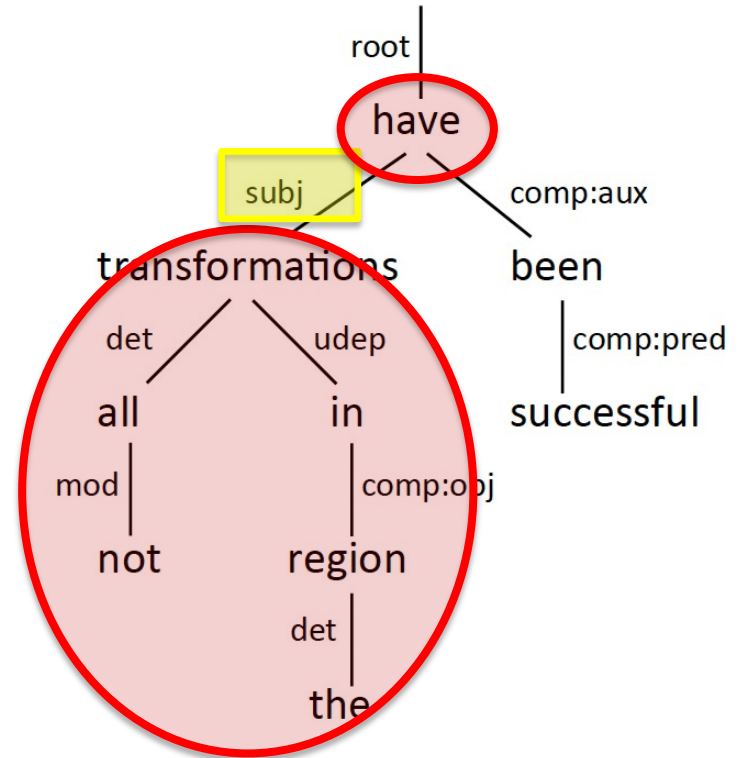 root
have
subj comp:aux
transformations been
det udep comp:pred
all in successful
mod comp:obj
not region
det
the